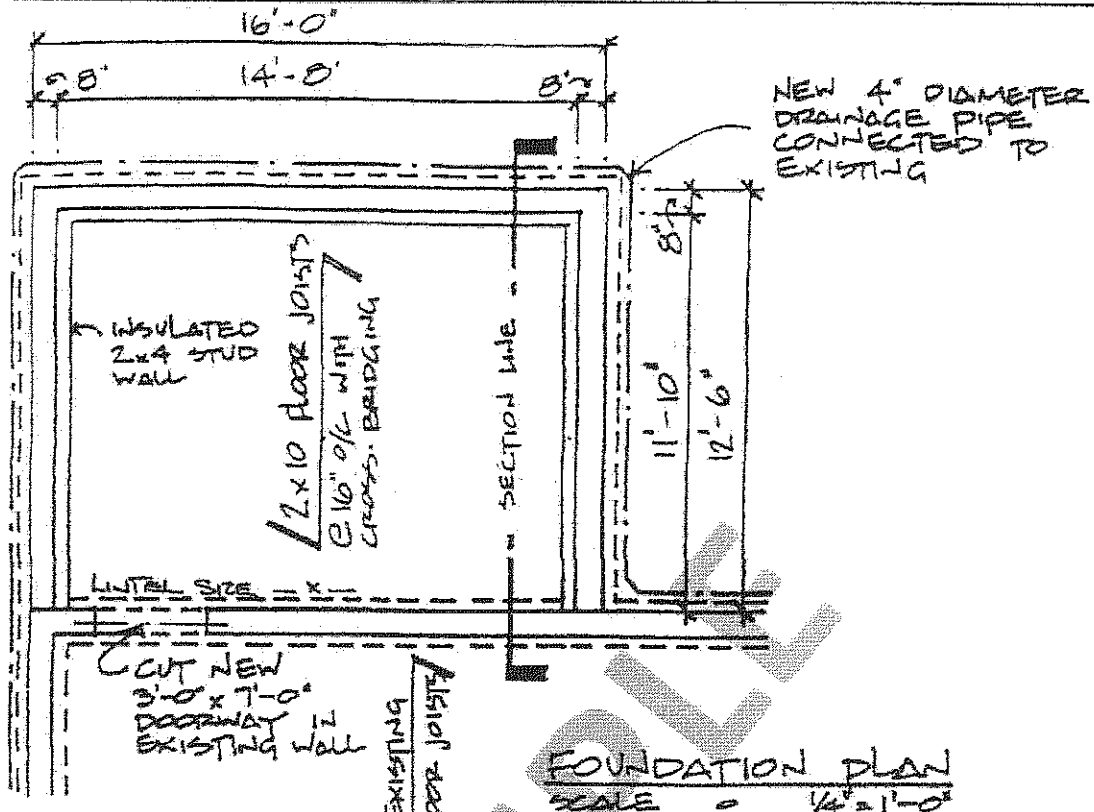 16'-0"
8" 14'-8" 8"
NEW 4" DIAMETER
DRAINAGE PIPE
CONNECTED TO
EXISTING
8"
11'-10"
12'-6"
INSULATED
2x4 STUD
WALL
2x10 FLOOR JOISTS
@ 16" O/C WITH
CROSS-BRIDGING
SECTION LINE
LINTEL SIZE — x —
CUT NEW
3'-0" x 7'-0"
DOORWAY IN
EXISTING WALL
EXISTING
JOISTS
FOUNDATION PLAN
SCALE 1/4" = 1'-0"